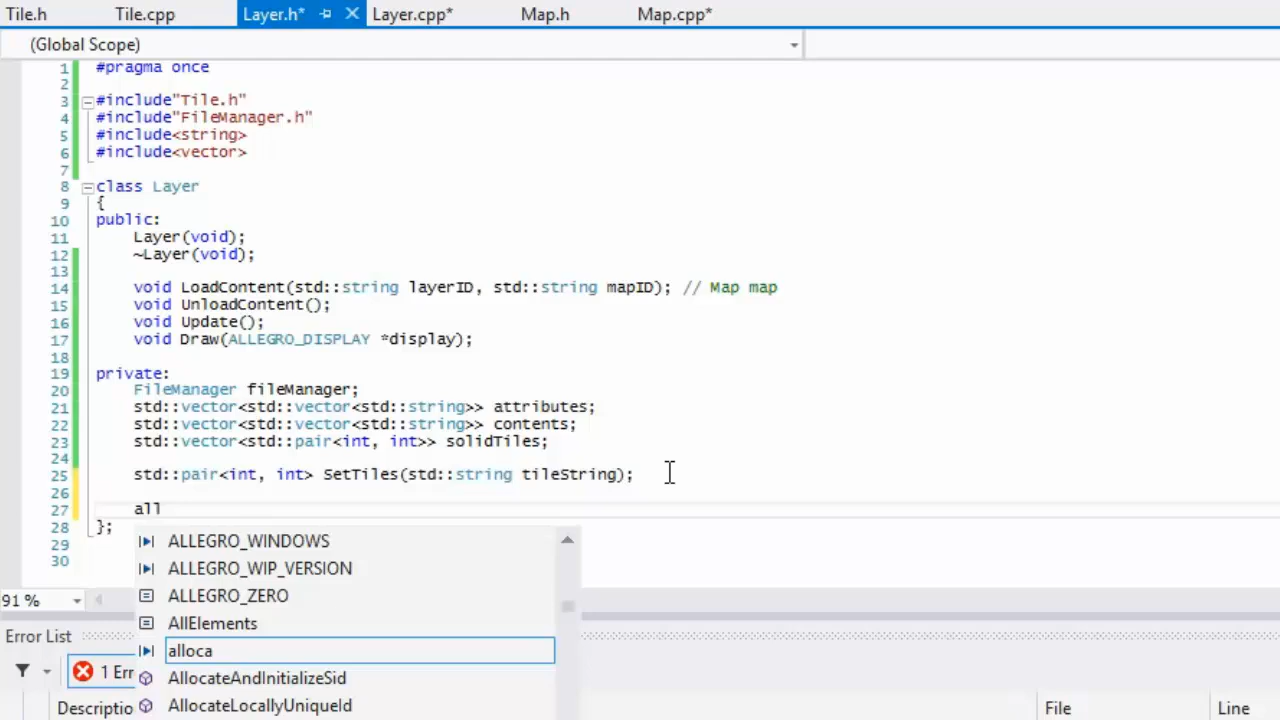 Tile.h Tile.cpp Layer.h* Layer.cpp* Map.h Map.cpp*
(Global Scope)
1 #pragma once
2
3 #include"Tile.h"
4 #include"FileManager.h"
5 #include<string>
6 #include<vector>
7
8 class Layer
9 {
10 public:
11 Layer(void);
12 ~Layer(void);
13
14 void LoadContent(std::string layerID, std::string mapID); // Map map
15 void UnloadContent();
16 void Update();
17 void Draw(ALLEGRO_DISPLAY *display);
18
19 private:
20 FileManager fileManager;
21 std::vector<std::vector<std::string>> attributes;
22 std::vector<std::vector<std::string>> contents;
23 std::vector<std::pair<int, int>> solidTiles;
24
25 std::pair<int, int> SetTiles(std::string tileString);
26
27 all
28 };
29
30
ALLEGRO_WINDOWS
ALLEGRO_WIP_VERSION
ALLEGRO_ZERO
AllElements
alloca
AllocateAndInitializeSid
AllocateLocallyUniqueId
91 %
Error List
1 Err
Descriptio File Line